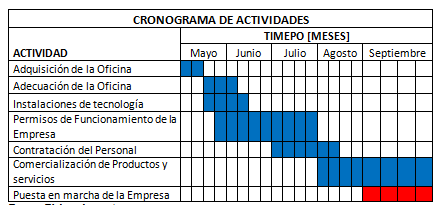 CRONOGRAMA DE ACTIVIDADES
TIMEPO [MESES]
ACTIVIDAD
Mayo Junio Julio Agosto Septiembre
Adquisición de la Oficina
Adecuación de la Oficina
Instalaciones de tecnología
Permisos de Funcionamiento de la
Empresa
Contratación del Personal
Comercialización de Productos y
servicios
Puesta en marcha de la Empresa